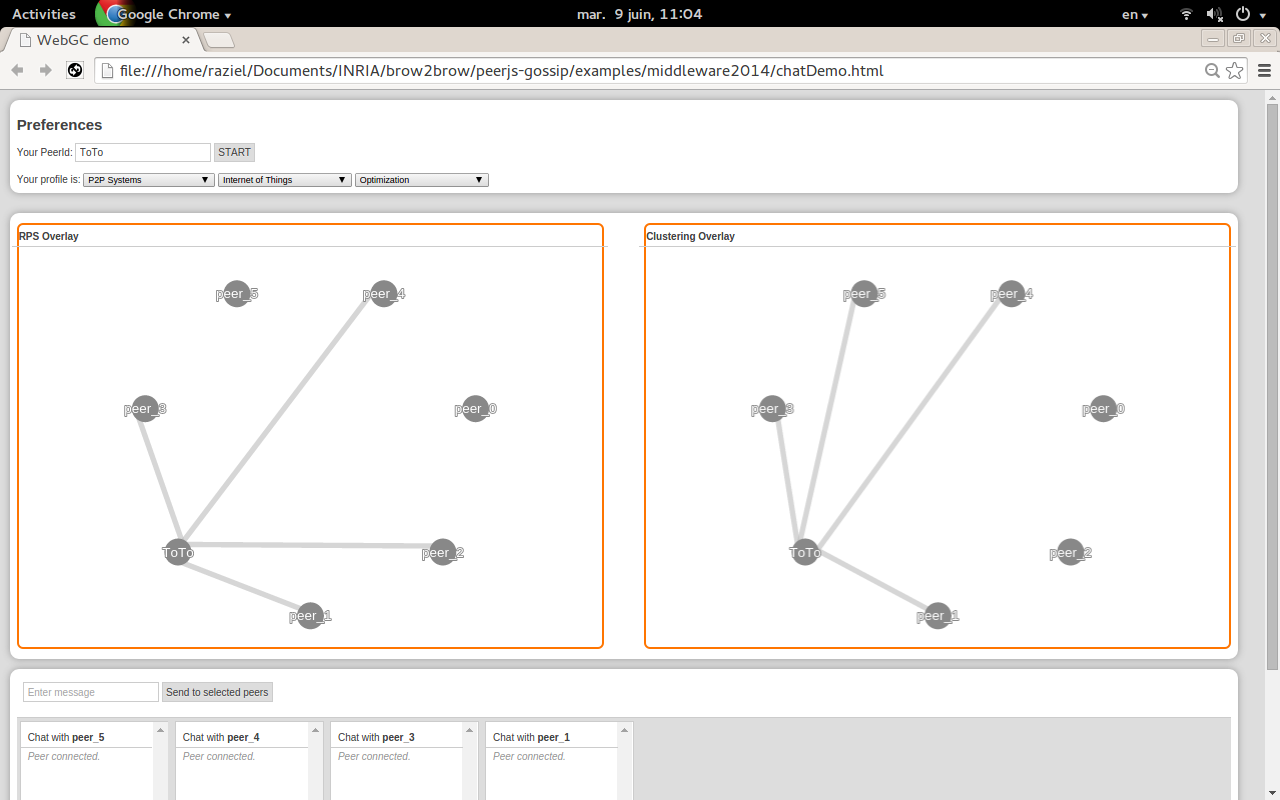 Activities Google Chrome mar. 9 juin, 11:04 en
WebGC demo
file:///home/raziel/Documents/INRIA/brow2brow/peerjs-gossip/examples/middleware2014/chatDemo.html
Preferences
Your PeerId: ToTo START
Your profile is: P2P Systems Internet of Things Optimization
RPS Overlay
peer_5 peer_4
peer_3 peer_0
ToTo peer_2
peer_1
Clustering Overlay
peer_5 peer_4
peer_3 peer_0
ToTo peer_2
peer_1
Enter message Send to selected peers
Chat with peer_5 Chat with peer_4 Chat with peer_3 Chat with peer_1
Peer connected. Peer connected. Peer connected. Peer connected.